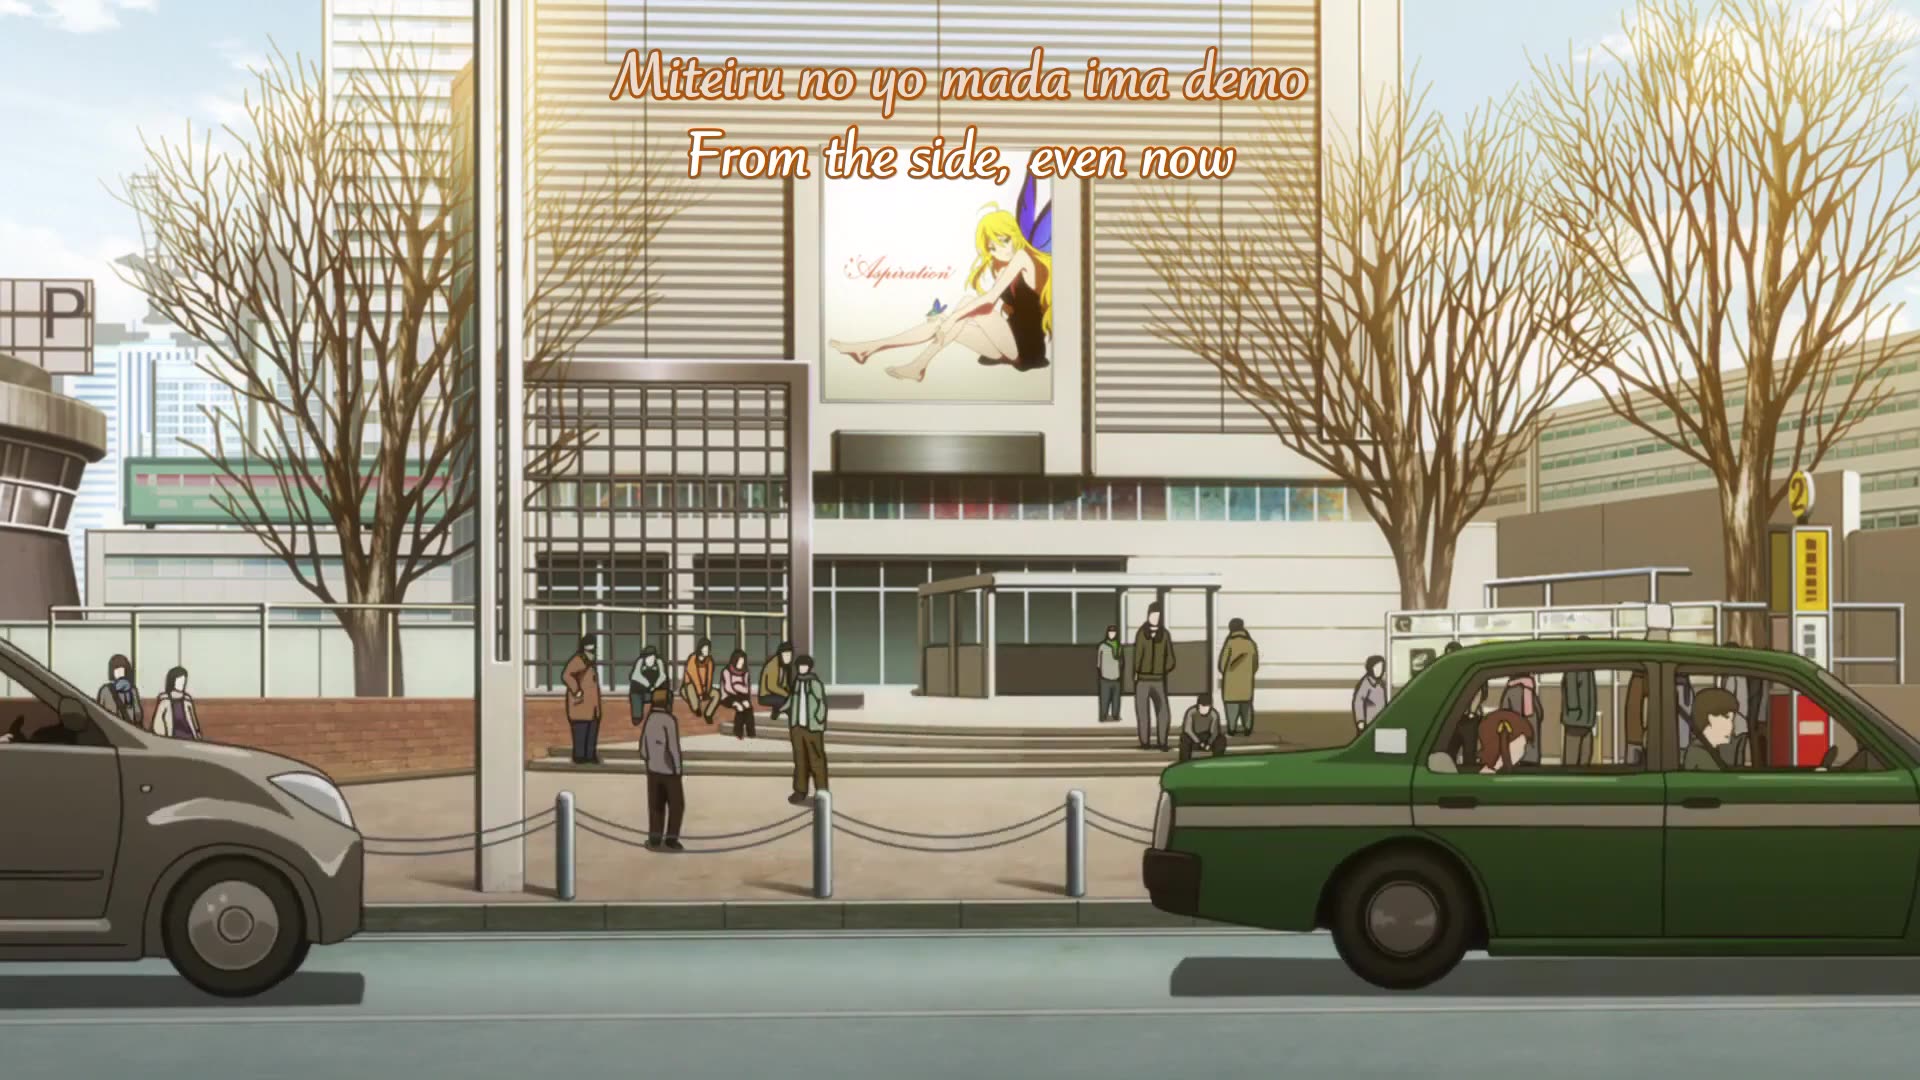 Miteiru no yo mada ima demo
From the side, even now
Aspiration
P
2